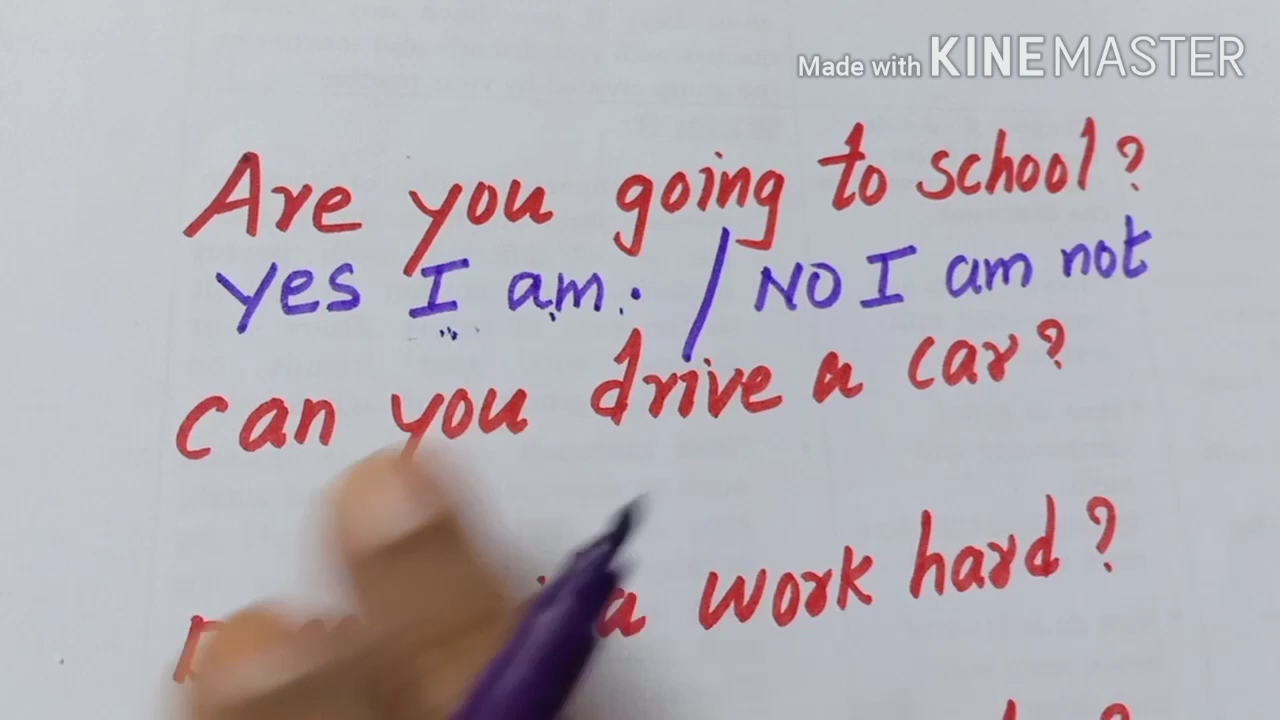 Made with KINEMASTER
Are you going to school?
Yes I am. / NO I am not
can you drive a car?
work hard?